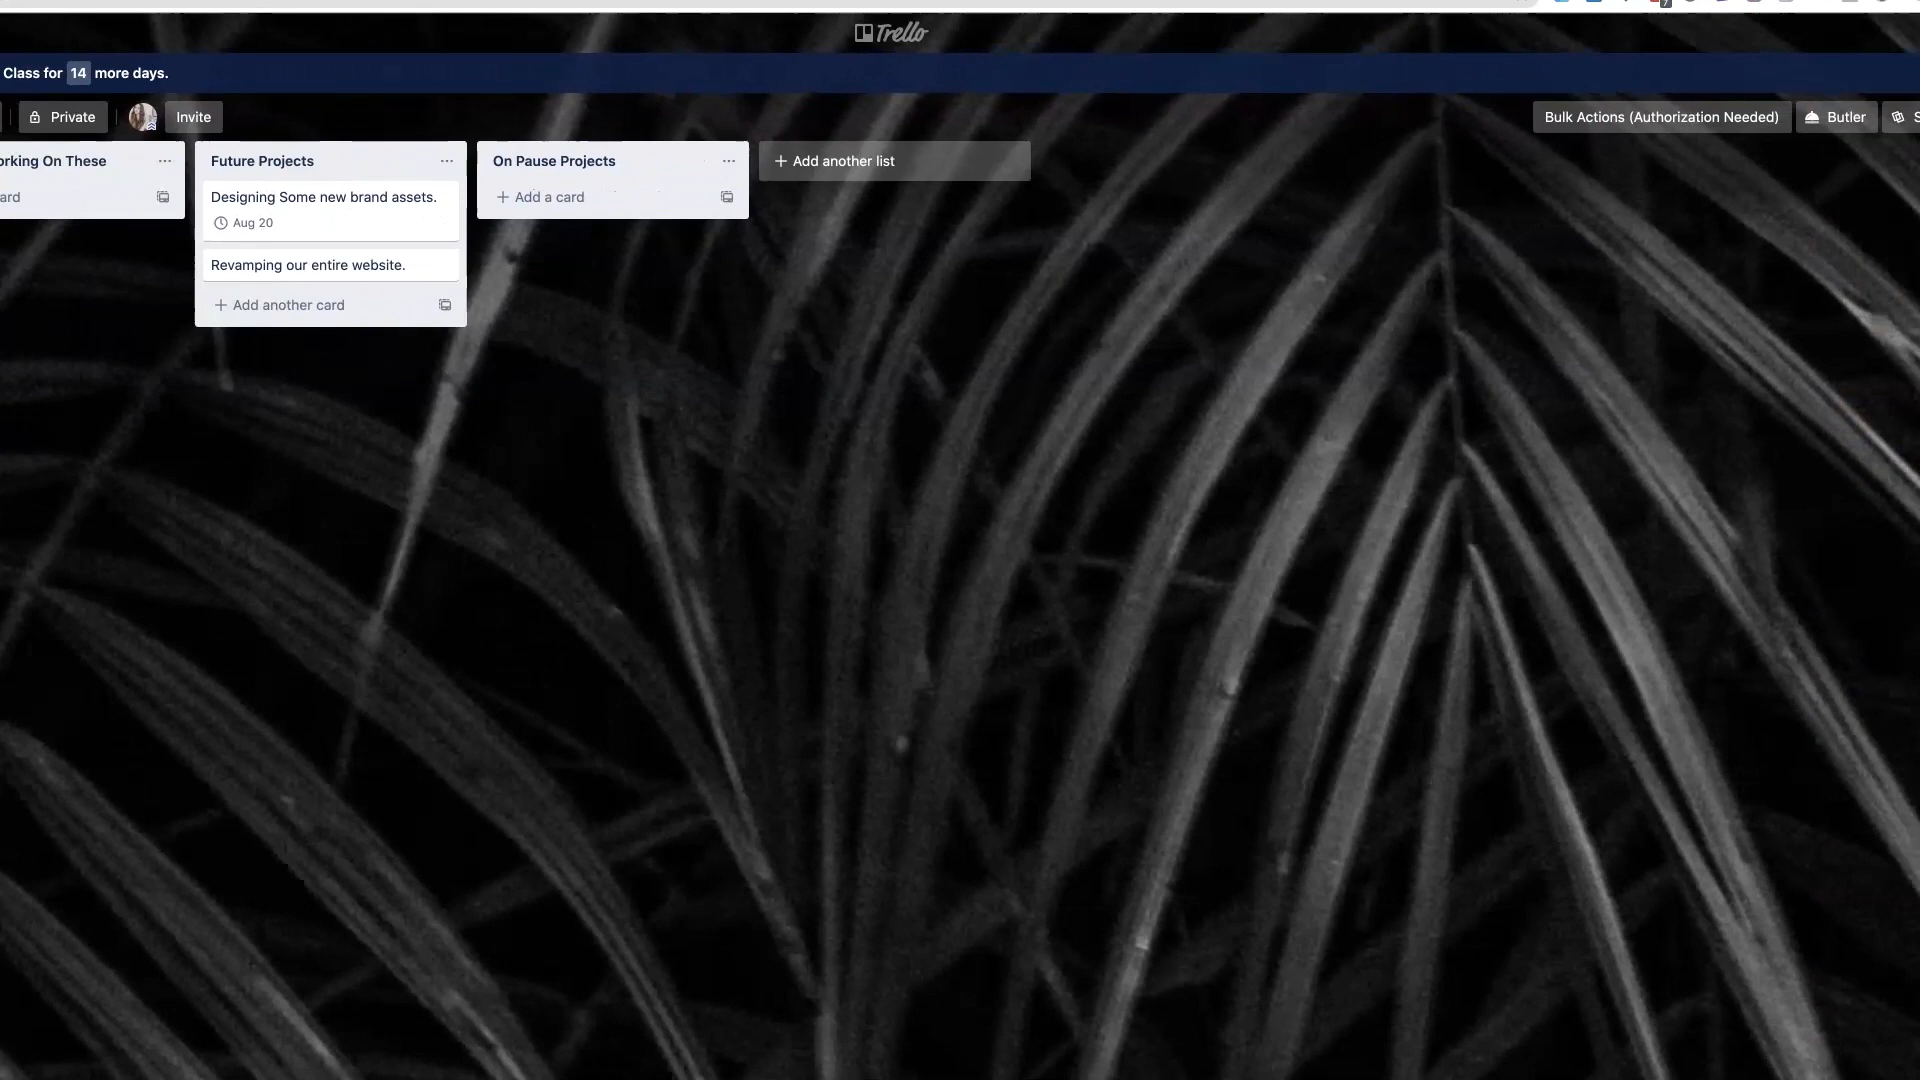 7
Trello
Class for 14 more days.
Private
Invite
Bulk Actions (Authorization Needed)
Butler
orking On These
ard
Future Projects
Designing Some new brand assets.
Aug 20
Revamping our entire website.
+ Add another card
On Pause Projects
+ Add a card
+ Add another list